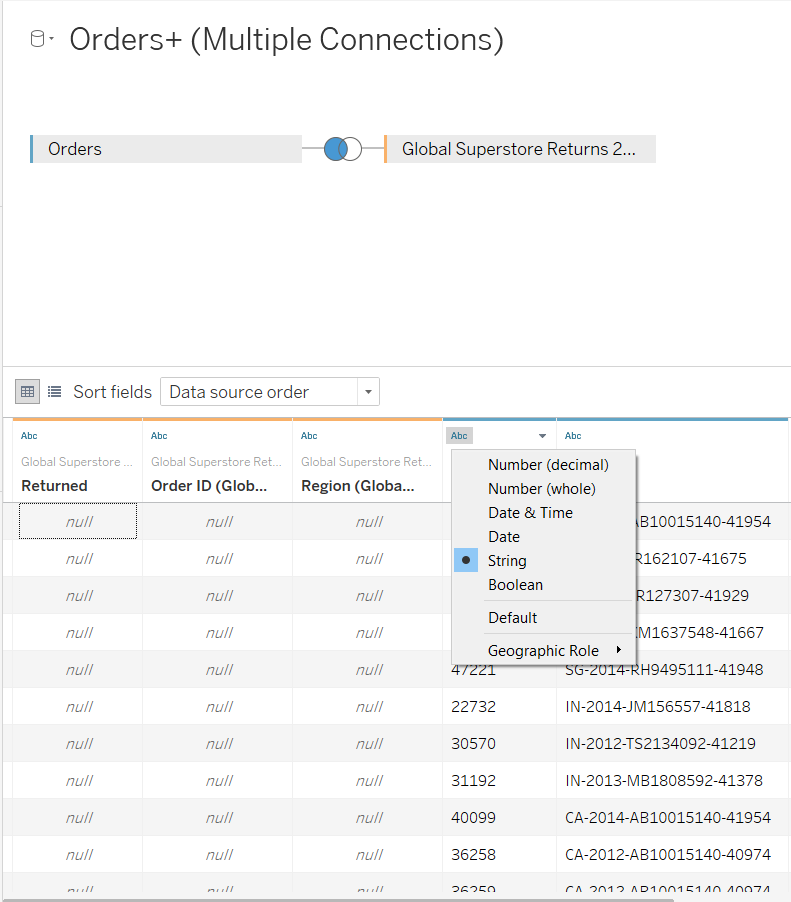 Orders+ (Multiple Connections)
Orders
Global Superstore Returns 2...
Sort fields Data source order
Abc Abc Abc Abc Abc
Global Superstore ... Global Superstore Ret... Global Superstore Ret...
Returned Order ID (Glob... Region (Globa...
Number (decimal)
Number (whole)
Date & Time
Date
String
Boolean
Default
Geographic Role
null null null AB10015140-41954
null null null R162107-41675
null null null R127307-41929
null null null M1637548-41667
null null null 47221 SG-2014-RH9495111-41948
null null null 22732 IN-2014-JM156557-41818
null null null 30570 IN-2012-TS2134092-41219
null null null 31192 IN-2013-MB1808592-41378
null null null 40099 CA-2014-AB10015140-41954
null null null 36258 CA-2012-AB10015140-40974
null null null 36259 CA-2012-AB10015140-40974